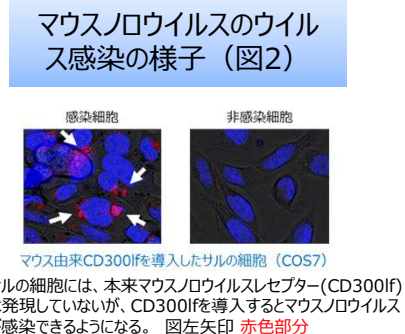 マウスノロウイルスのウイル
ス感染の様子（図2）
感染細胞
非感染細胞
マウス由来CD300lfを導入したサルの細胞（COS7）
ルの細胞には、本来マウスノロウイルスレセプター(CD300lf)
発現していないが、CD300lfを導入するとマウスノロウイルス
感染できるようになる。 図左矢印 赤色部分